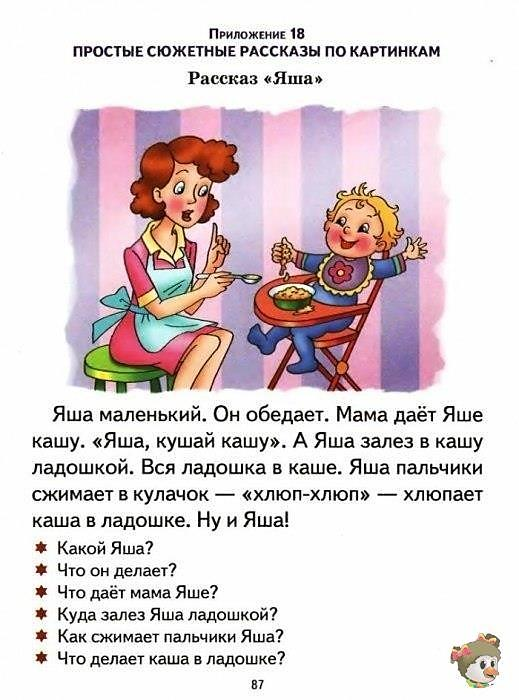 Приложение 18
ПРОСТЫЕ СЮЖЕТНЫЕ РАССКАЗЫ ПО КАРТИНКАМ
Рассказ «Яша»
Яша маленький. Он обедает. Мама даёт Яше
кашу. «Яша, кушай кашу». А Яша залез в кашу
ладошкой. Вся ладошка в каше. Яша пальчики
сжимает в кулачок — «хлюп-хлюп» — хлюпает
каша в ладошке. Ну и Яша!
✶ Какой Яша?
✶ Что он делает?
✶ Что даёт мама Яше?
✶ Куда залез Яша ладошкой?
✶ Как сжимает пальчики Яша?
✶ Что делает каша в ладошке?
87